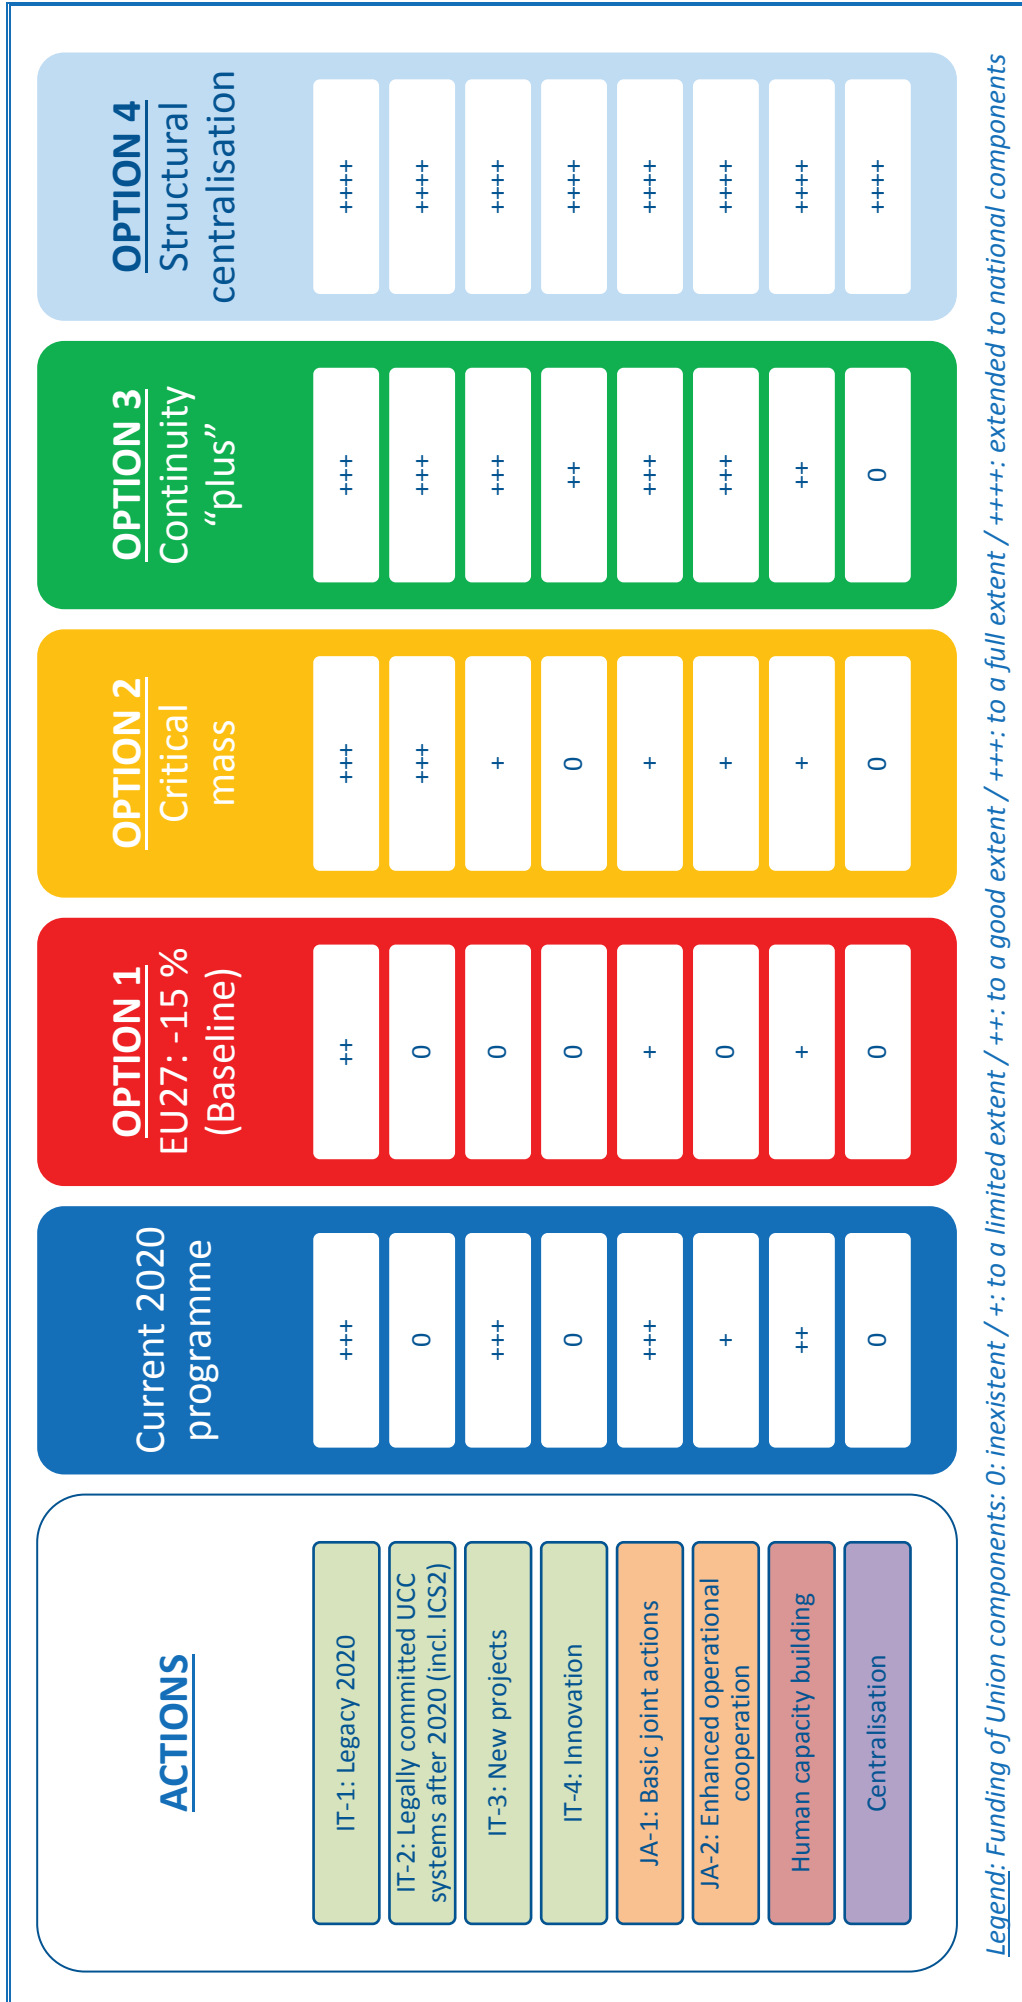 ACTIONS
IT-1: Legacy 2020
IT-2: Legally committed UCC
systems after 2020 (incl. ICS2)
IT-3: New projects
IT-4: Innovation
JA-1: Basic joint actions
JA-2: Enhanced operational
cooperation
Human capacity building
Centralisation
Current 2020
programme
+++
0
+++
0
+++
+
++
0
OPTION 1
EU27: -15 %
(Baseline)
++
0
0
0
+
0
+
0
OPTION 2
Critical
mass
+++
+++
+
0
+
+
+
0
OPTION 3
Continuity
“plus”
+++
+++
+++
++
+++
+++
++
0
OPTION 4
Structural
centralisation
++++
++++
++++
++++
++++
++++
++++
++++
Legend: Funding of Union components: 0: inexistent / +: to a limited extent / ++: to a good extent / +++: to a full extent / ++++: extended to national components